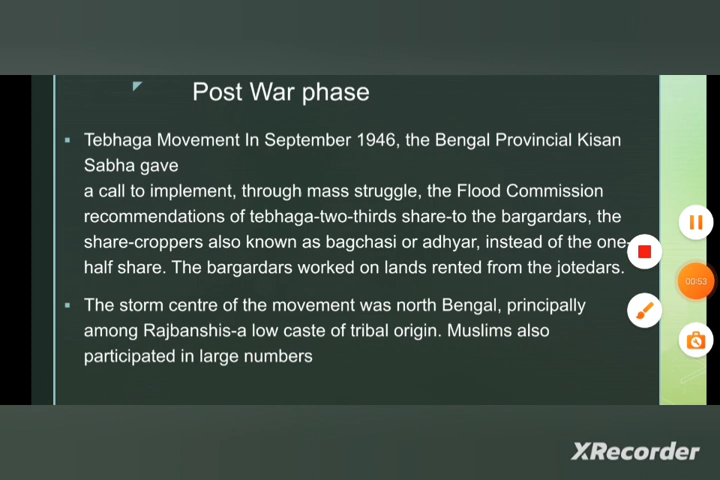 Post War phase
Tebhaga Movement In September 1946, the Bengal Provincial Kisan
Sabha gave
a call to implement, through mass struggle, the Flood Commission
recommendations of tebhaga-two-thirds share-to the bargardars, the
share-croppers also known as bagchasi or adhyar, instead of the one-
half share. The bargardars worked on lands rented from the jotedars.
The storm centre of the movement was north Bengal, principally
among Rajbanshis-a low caste of tribal origin. Muslims also
participated in large numbers
00:53
XRecorder